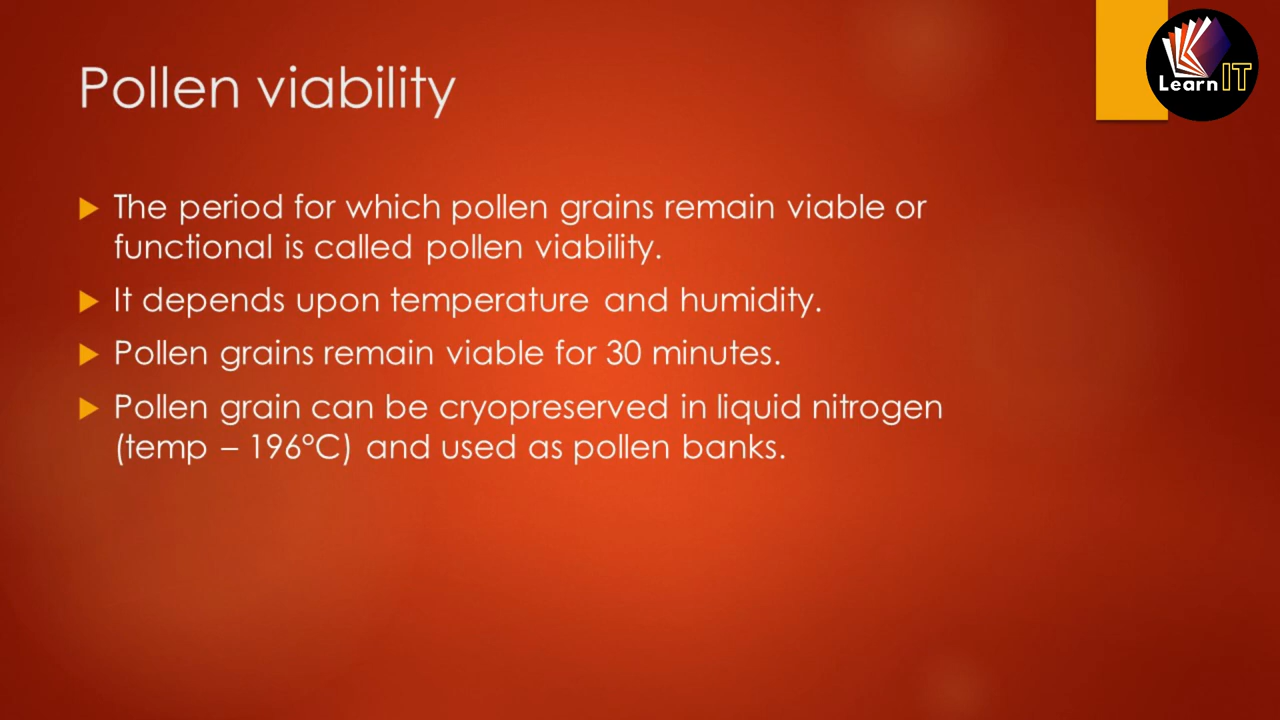 Pollen viability
Learn IT
The period for which pollen grains remain viable or
functional is called pollen viability.
It depends upon temperature and humidity.
Pollen grains remain viable for 30 minutes.
Pollen grain can be cryopreserved in liquid nitrogen
(temp – 196°C) and used as pollen banks.